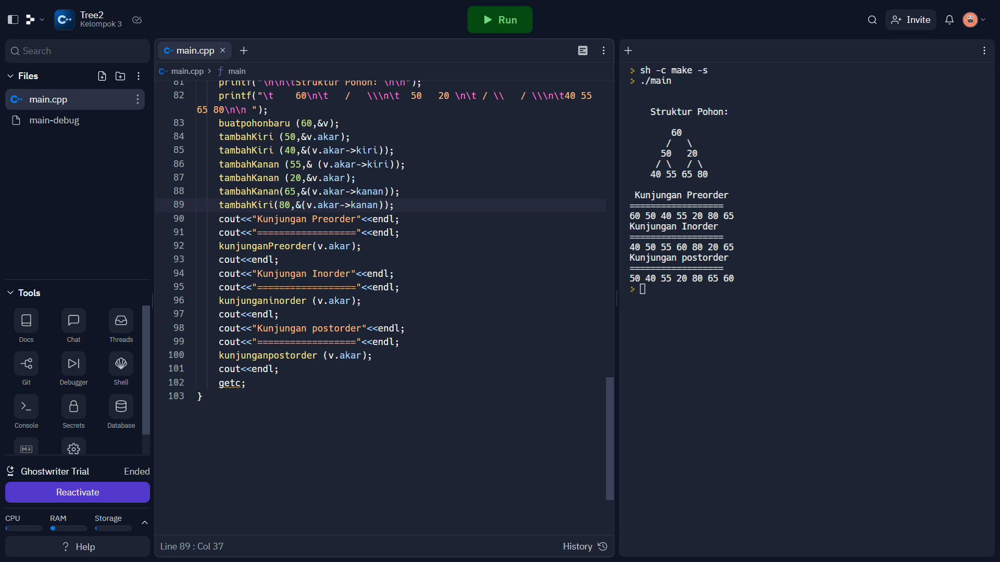 Tree2
Kelompok 3
Run
Invite
Search
Files
main.cpp
main-debug
Tools
Docs
Chat
Threads
Git
Debugger
Shell
Console
Secrets
Database
M
Ghostwriter Trial Ended
Reactivate
CPU RAM Storage
? Help
main.cpp
main.cpp > ƒ main
81 printf("\n\n\tStruktur Pohon: \n\n");
82 printf("\t    60\n\t   /   \\\n\t  50   20 \n\t / \\   / \\\n\t40 55
65 80\n\n ");
83 buatpohonbaru (60,&v);
84 tambahKiri (50,&v.akar);
85 tambahKiri (40,&(v.akar->kiri));
86 tambahKanan (55,& (v.akar->kiri));
87 tambahKanan (20,&v.akar);
88 tambahKanan(65,&(v.akar->kanan));
89 tambahKiri(80,&(v.akar->kanan));
90 cout<<"Kunjungan Preorder"<<endl;
91 cout<<"=================="<<endl;
92 kunjunganPreorder(v.akar);
93 cout<<endl;
94 cout<<"Kunjungan Inorder"<<endl;
95 cout<<"=================="<<endl;
96 kunjunganinorder (v.akar);
97 cout<<endl;
98 cout<<"Kunjungan postorder"<<endl;
99 cout<<"=================="<<endl;
100 kunjunganpostorder (v.akar);
101 cout<<endl;
102 getc;
103 }
Line 89 : Col 37
History
> sh -c make -s
> ./main
Struktur Pohon:
60
/   \
50   20
/ \   / \
40 55 65 80
Kunjungan Preorder
==================
60 50 40 55 20 80 65
Kunjungan Inorder
==================
40 50 55 60 80 20 65
Kunjungan postorder
==================
50 40 55 20 80 65 60
>